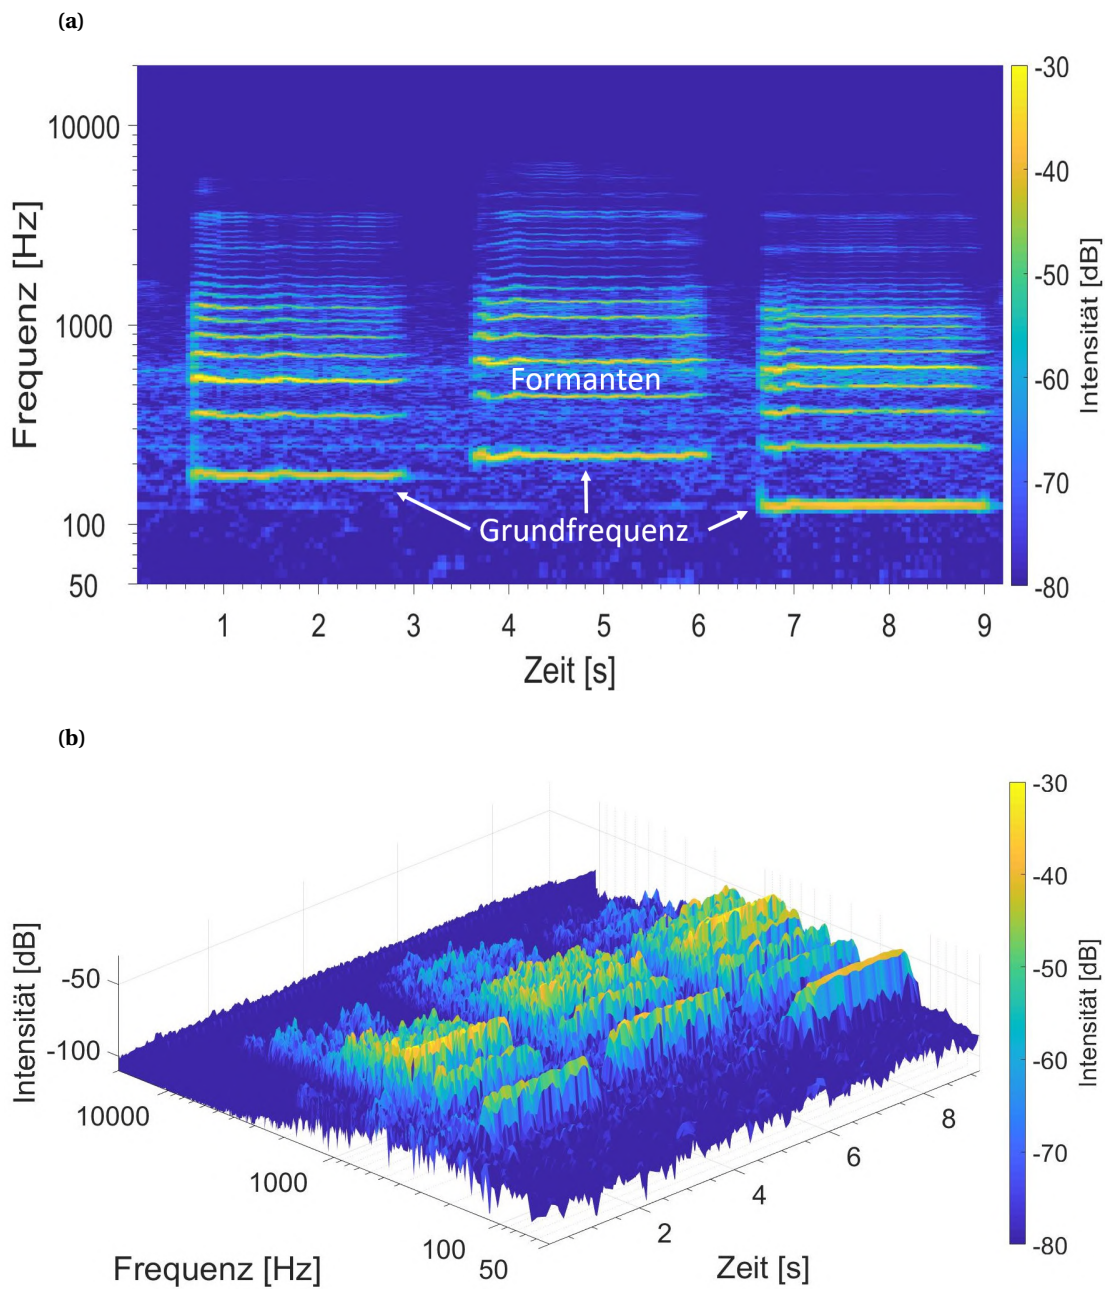 (a)
Frequenz [Hz]
10000
1000
100
50
Formanten
Grundfrequenz
1 2 3 4 5 6 7 8 9
Zeit [s]
-30
-40
-50
-60
-70
-80
Intensität [dB]
(b)
Intensität [dB]
-50
-100
10000
1000
100
50
Frequenz [Hz]
2
4
6
8
Zeit [s]
-30
-40
-50
-60
-70
-80
Intensität [dB]